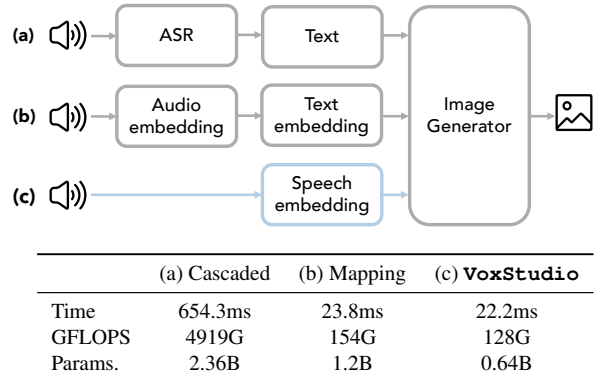 (a) ASR Text
(b) Audio embedding Text embedding Image Generator
(c) Speech embedding
(a) Cascaded (b) Mapping (c) VoxStudio
Time 654.3ms 23.8ms 22.2ms
GFLOPS 4919G 154G 128G
Params. 2.36B 1.2B 0.64B